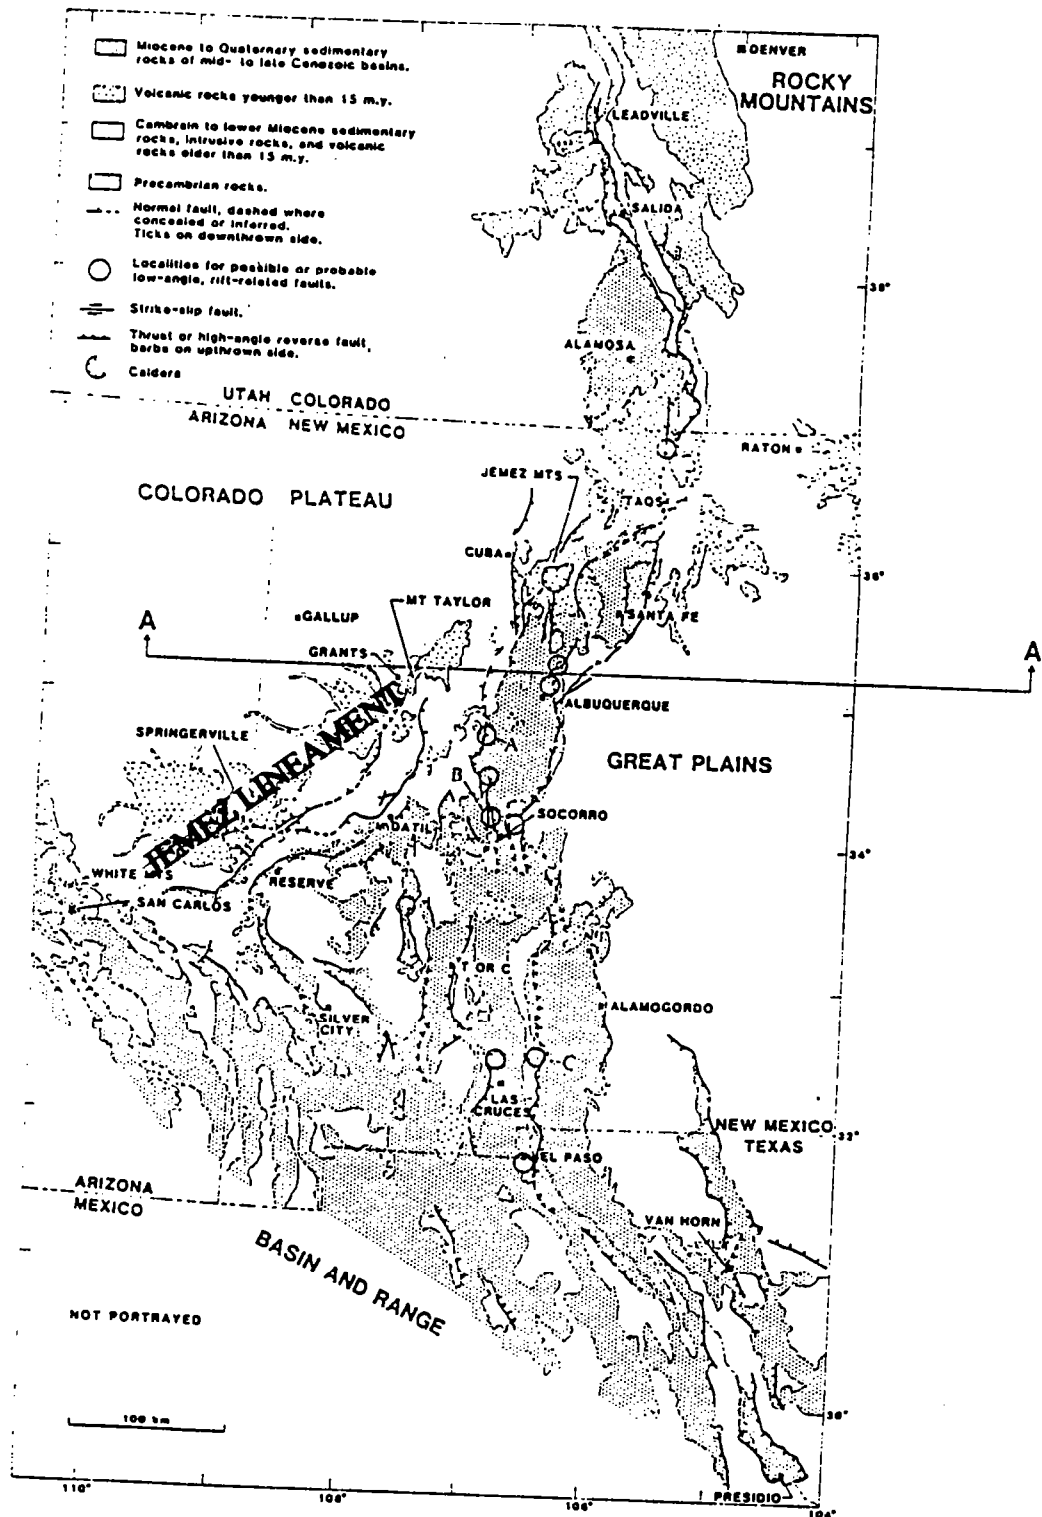 Miocene to Quaternary sedimentary
rocks of mid- to late Cenozoic basins.
Volcanic rocks younger than 15 m.y.
Cambrain to lower Miocene sedimentary
rocks, intrusive rocks, and volcanic
rocks older than 15 m.y.
Precambrian rocks.
Normal fault, dashed where
concealed or inferred.
Ticks on downthrown side.
Localities for possible or probable
low-angle, rift-related faults.
Strike-slip fault.
Thrust or high-angle reverse fault,
barbs on upthrown side.
Caldera
DENVER
ROCKY
MOUNTAINS
LEADVILLE
SALIDA
38°
ALAMOSA
UTAH COLORADO
ARIZONA NEW MEXICO
RATON
JEMEZ MTS
COLORADO PLATEAU
TAOS
CUBA
36°
MT TAYLOR
GALLUP
SANTA FE
A
A
GRANTS
ALBUQUERQUE
SPRINGERVILLE
JEMEZ LINEAMENT
A
GREAT PLAINS
B
SOCORRO
DATIL
34°
WHITE MTS
RESERVE
SAN CARLOS
T OR C
ALAMOGORDO
SILVER
CITY
C
LAS
CRUCES
NEW MEXICO
TEXAS
32°
EL PASO
ARIZONA
MEXICO
VAN HORN
BASIN AND RANGE
NOT PORTRAYED
100 km
30°
PRESIDIO
110°
108°
106°
104°